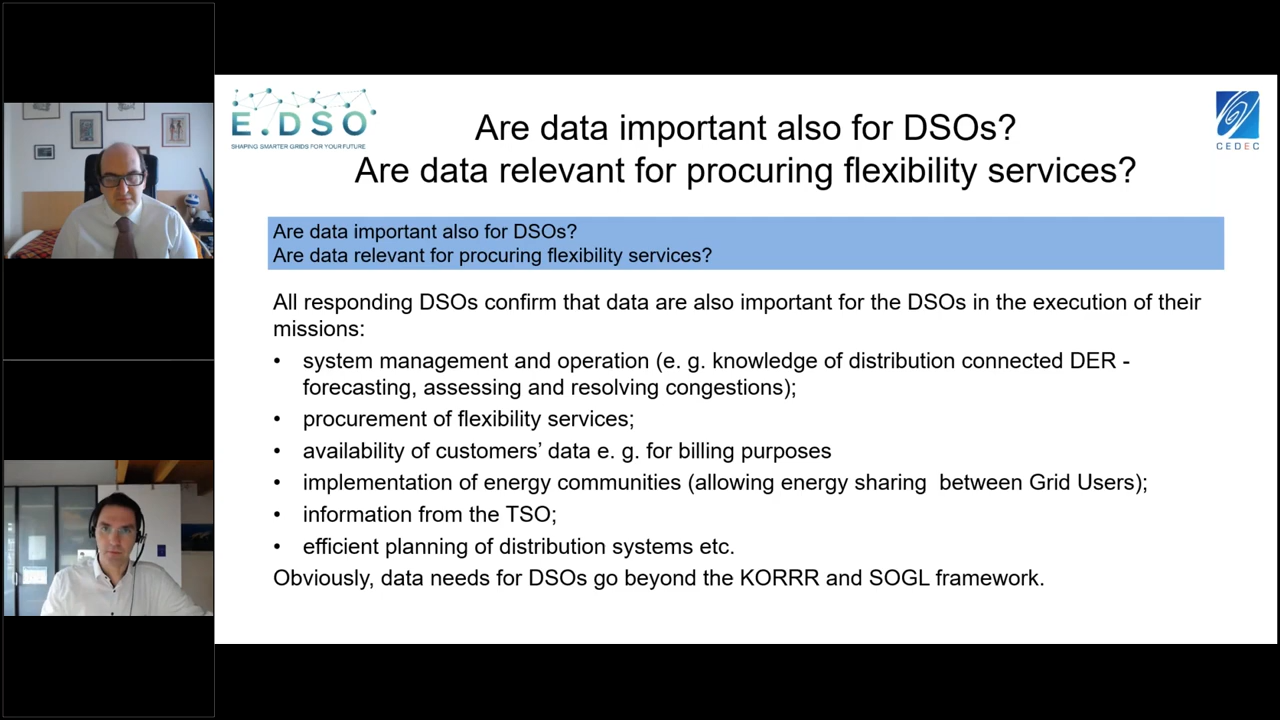 E.DSO
SHAPING SMARTER GRIDS FOR YOUR FUTURE
CEDEC
Are data important also for DSOs?
Are data relevant for procuring flexibility services?
Are data important also for DSOs?
Are data relevant for procuring flexibility services?
All responding DSOs confirm that data are also important for the DSOs in the execution of their
missions:
• system management and operation (e. g. knowledge of distribution connected DER -
forecasting, assessing and resolving congestions);
• procurement of flexibility services;
• availability of customers’ data e. g. for billing purposes
• implementation of energy communities (allowing energy sharing  between Grid Users);
• information from the TSO;
• efficient planning of distribution systems etc.
Obviously, data needs for DSOs go beyond the KORRR and SOGL framework.